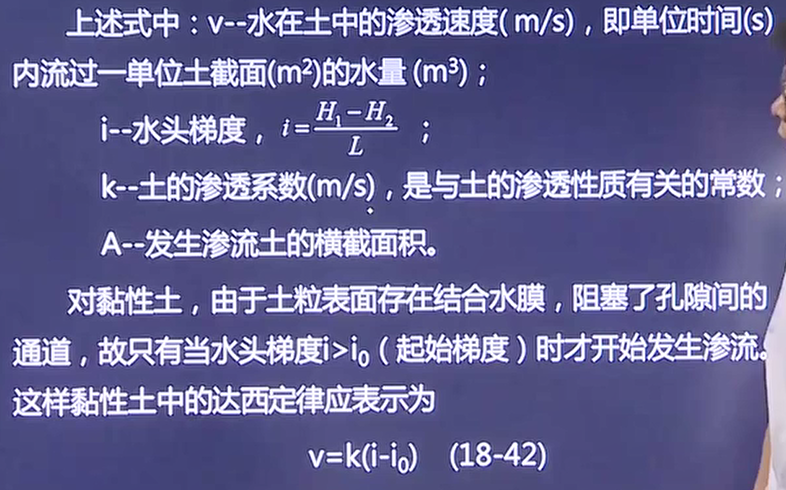 上述式中：v--水在土中的渗透速度( m/s)，即单位时间(s)
内流过一单位土截面(m²)的水量 (m³)；
i--水头梯度， i=\frac{H_1-H_2}{L} ；
k--土的渗透系数(m/s)，是与土的渗透性质有关的常数；
A--发生渗流土的横截面积。
对黏性土，由于土粒表面存在结合水膜，阻塞了孔隙间的
通道，故只有当水头梯度i>i₀（起始梯度）时才开始发生渗流。
这样黏性土中的达西定律应表示为
v=k(i-i₀) (18-42)